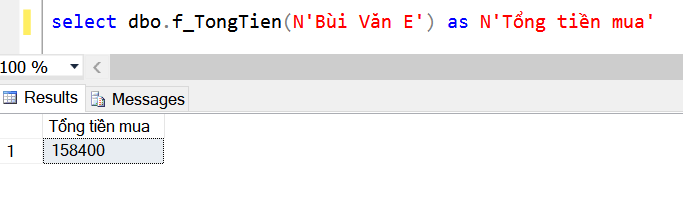 select dbo.f_TongTien(N'Bùi Văn E') as N'Tổng tiền mua'
100 %
Results Messages
Tổng tiền mua
1 158400